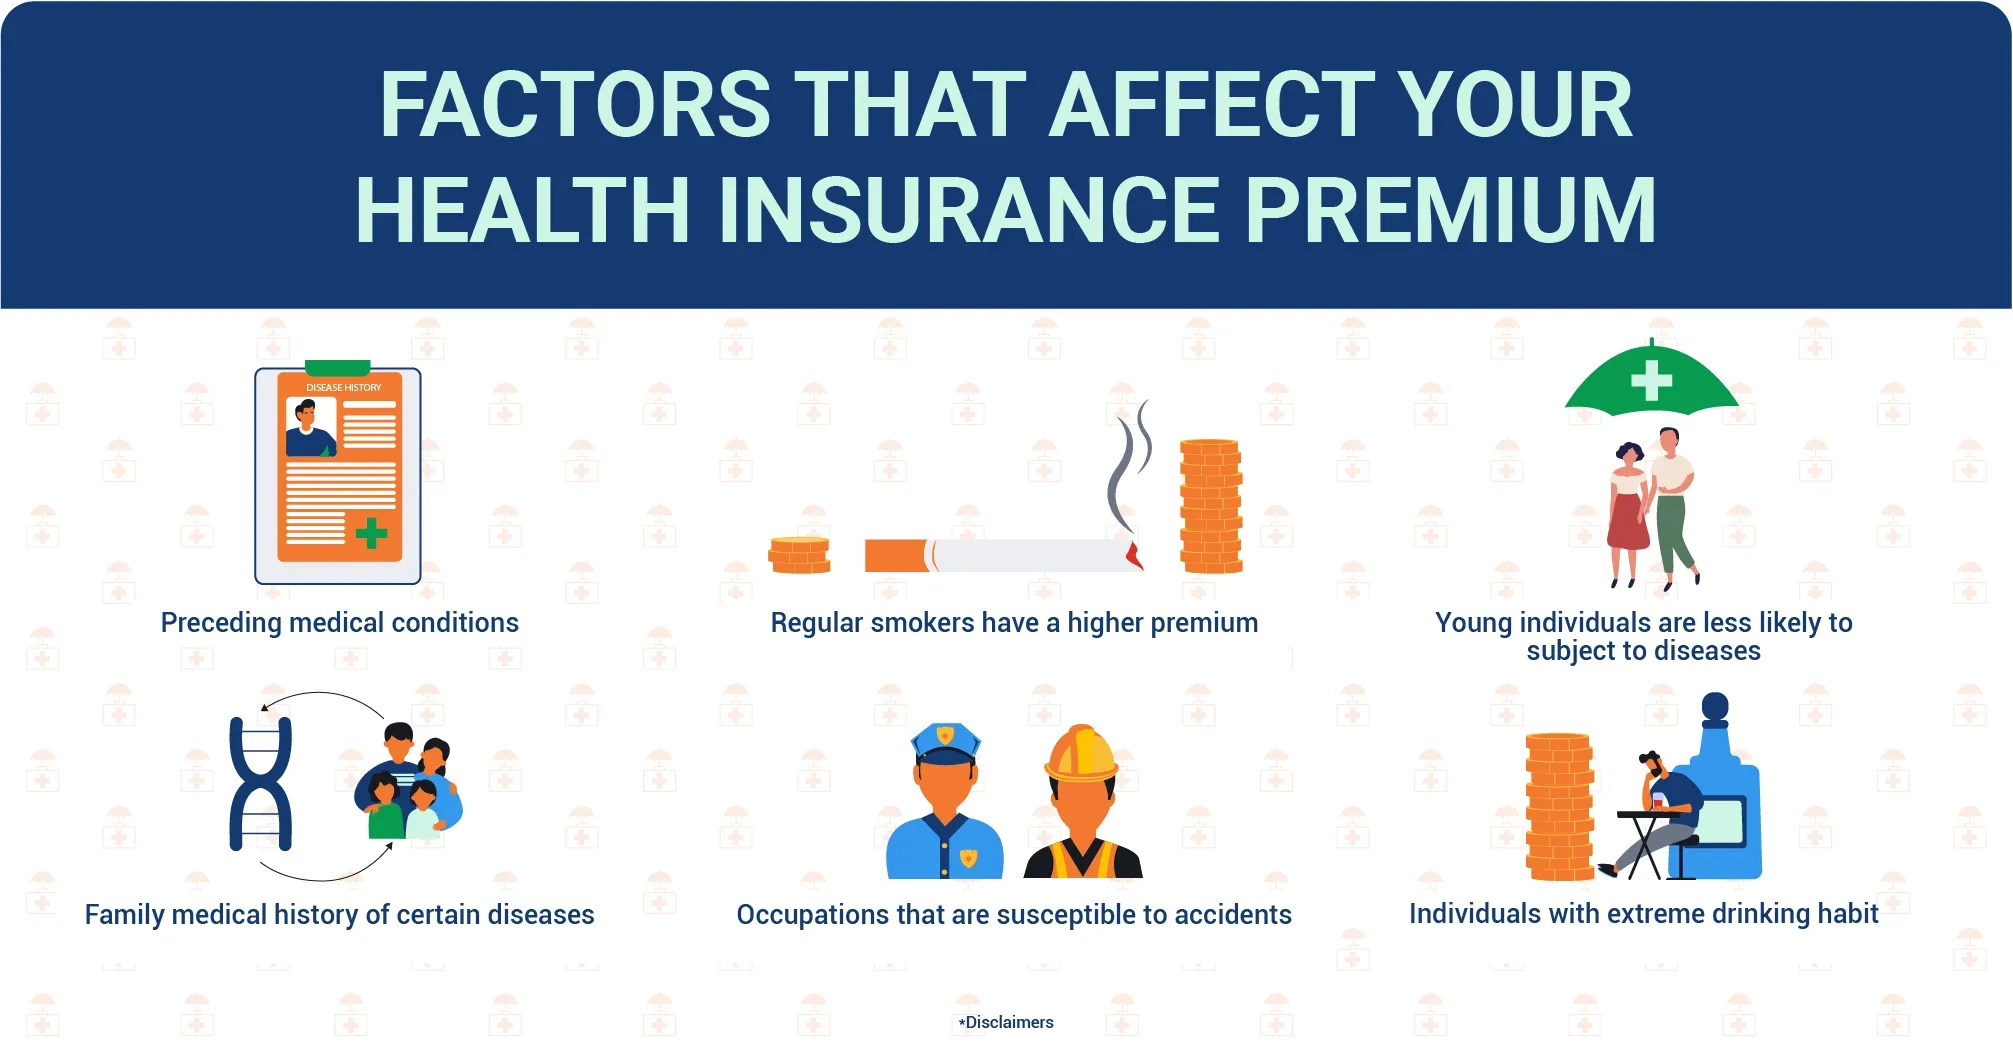 FACTORS THAT AFFECT YOUR
HEALTH INSURANCE PREMIUM
DISEASE HISTORY
Preceding medical conditions
Regular smokers have a higher premium
Young individuals are less likely to
subject to diseases
Family medical history of certain diseases
Occupations that are susceptible to accidents
Individuals with extreme drinking habit
*Disclaimers